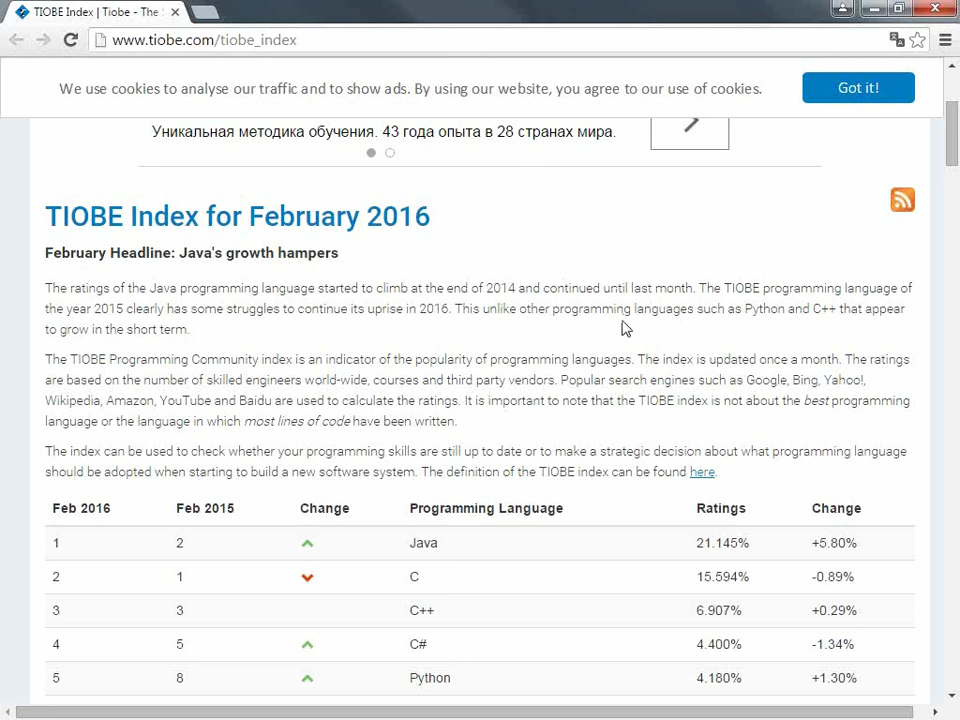 TIOBE Index | Tiobe - The S
www.tiobe.com/tiobe_index
We use cookies to analyse our traffic and to show ads. By using our website, you agree to our use of cookies.
Got it!
Уникальная методика обучения. 43 года опыта в 28 странах мира.
TIOBE Index for February 2016
February Headline: Java's growth hampers
The ratings of the Java programming language started to climb at the end of 2014 and continued until last month. The TIOBE programming language of
the year 2015 clearly has some struggles to continue its uprise in 2016. This unlike other programming languages such as Python and C++ that appear
to grow in the short term.
The TIOBE Programming Community index is an indicator of the popularity of programming languages. The index is updated once a month. The ratings
are based on the number of skilled engineers world-wide, courses and third party vendors. Popular search engines such as Google, Bing, Yahoo!,
Wikipedia, Amazon, YouTube and Baidu are used to calculate the ratings. It is important to note that the TIOBE index is not about the best programming
language or the language in which most lines of code have been written.
The index can be used to check whether your programming skills are still up to date or to make a strategic decision about what programming language
should be adopted when starting to build a new software system. The definition of the TIOBE index can be found here.
Feb 2016 Feb 2015 Change Programming Language Ratings Change
1 2 Java 21.145% +5.80%
2 1 C 15.594% -0.89%
3 3 C++ 6.907% +0.29%
4 5 C# 4.400% -1.34%
5 8 Python 4.180% +1.30%